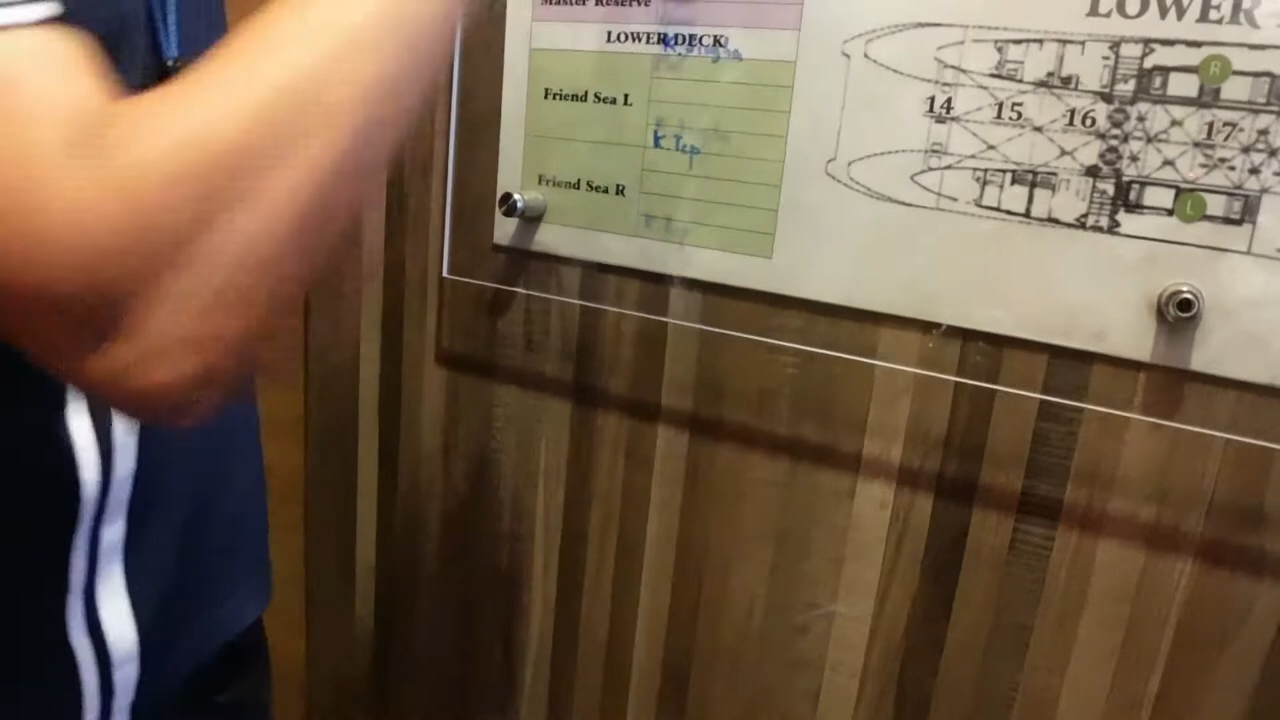 Master Reserve
LOWER DECK
Friend Sea L
K.Tep
Friend Sea R
LOWER
R
14 15 16 17
L